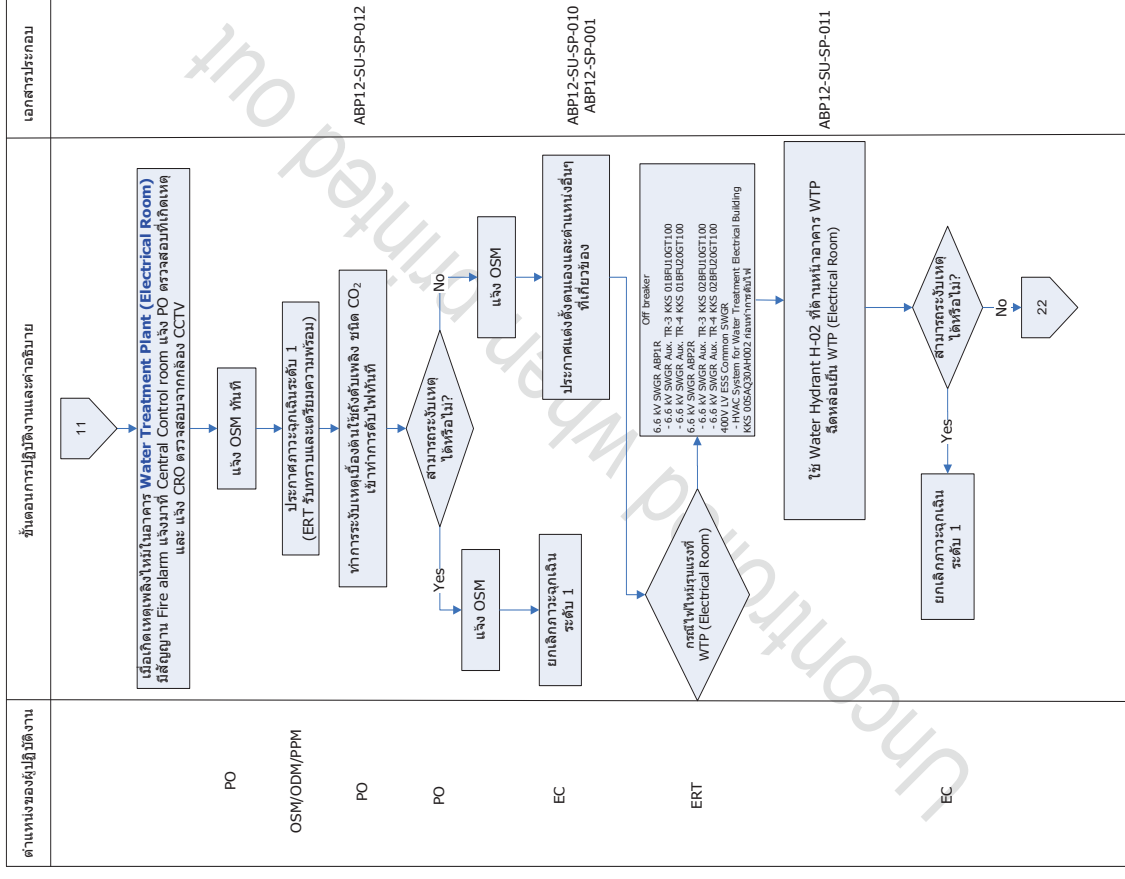 ตำแหน่งของผู้ปฏิบัติงาน
ขั้นตอนการปฏิบัติงานและคำอธิบาย
เอกสารประกอบ
11
เมื่อเกิดเหตุเพลิงไหม้ในอาคาร Water Treatment Plant (Electrical Room)
มีสัญญาน Fire alarm แจ้งมาที่ Central Control room แจ้ง PO ตรวจสอบที่เกิดเหตุ
และ แจ้ง CRO ตรวจสอบจากกล้อง CCTV
PO
แจ้ง OSM ทันที
OSM/ODM/PPM
ประกาศภาวะฉุกเฉินระดับ 1
(ERT รับทราบและเตรียมความพร้อม)
PO
ทำการระงับเหตุเบื้องต้นใช้ถังดับเพลิง ชนิด CO2
เข้าทำการดับไฟทันที
ABP12-SU-SP-012
PO
สามารถระงับเหตุ
ได้หรือไม่?
Yes
No
แจ้ง OSM
แจ้ง OSM
EC
ยกเลิกภาวะฉุกเฉิน
ระดับ 1
ประกาศแต่งตั้งตนเองและตำแหน่งอื่นๆ
ที่เกี่ยวข้อง
ABP12-SU-SP-010
ABP12-SP-001
ERT
กรณีไฟไหม้รุนแรงที่
WTP (Electrical Room)
Off breaker
6.6 kV SWGR ABP1R
- 6.6 kV SWGR Aux. TR-3 KKS 01BFU10GT100
- 6.6 kV SWGR Aux. TR-4 KKS 01BFU20GT100
6.6 kV SWGR ABP2R
- 6.6 kV SWGR Aux. TR-3 KKS 02BFU10GT100
- 6.6 kV SWGR Aux. TR-4 KKS 02BFU20GT100
400V LV ESS Common SWGR
- HVAC System for Water Treatment Electrical Building
KKS 00SAQ30AH002 ก่อนทำการดับไฟ
ใช้ Water Hydrant H-02 ที่ด้านหน้าอาคาร WTP
ฉีดหล่อเย็น WTP (Electrical Room)
ABP12-SU-SP-011
EC
สามารถระงับเหตุ
ได้หรือไม่?
Yes
No
ยกเลิกภาวะฉุกเฉิน
ระดับ 1
22
Uncontrolled when printed out